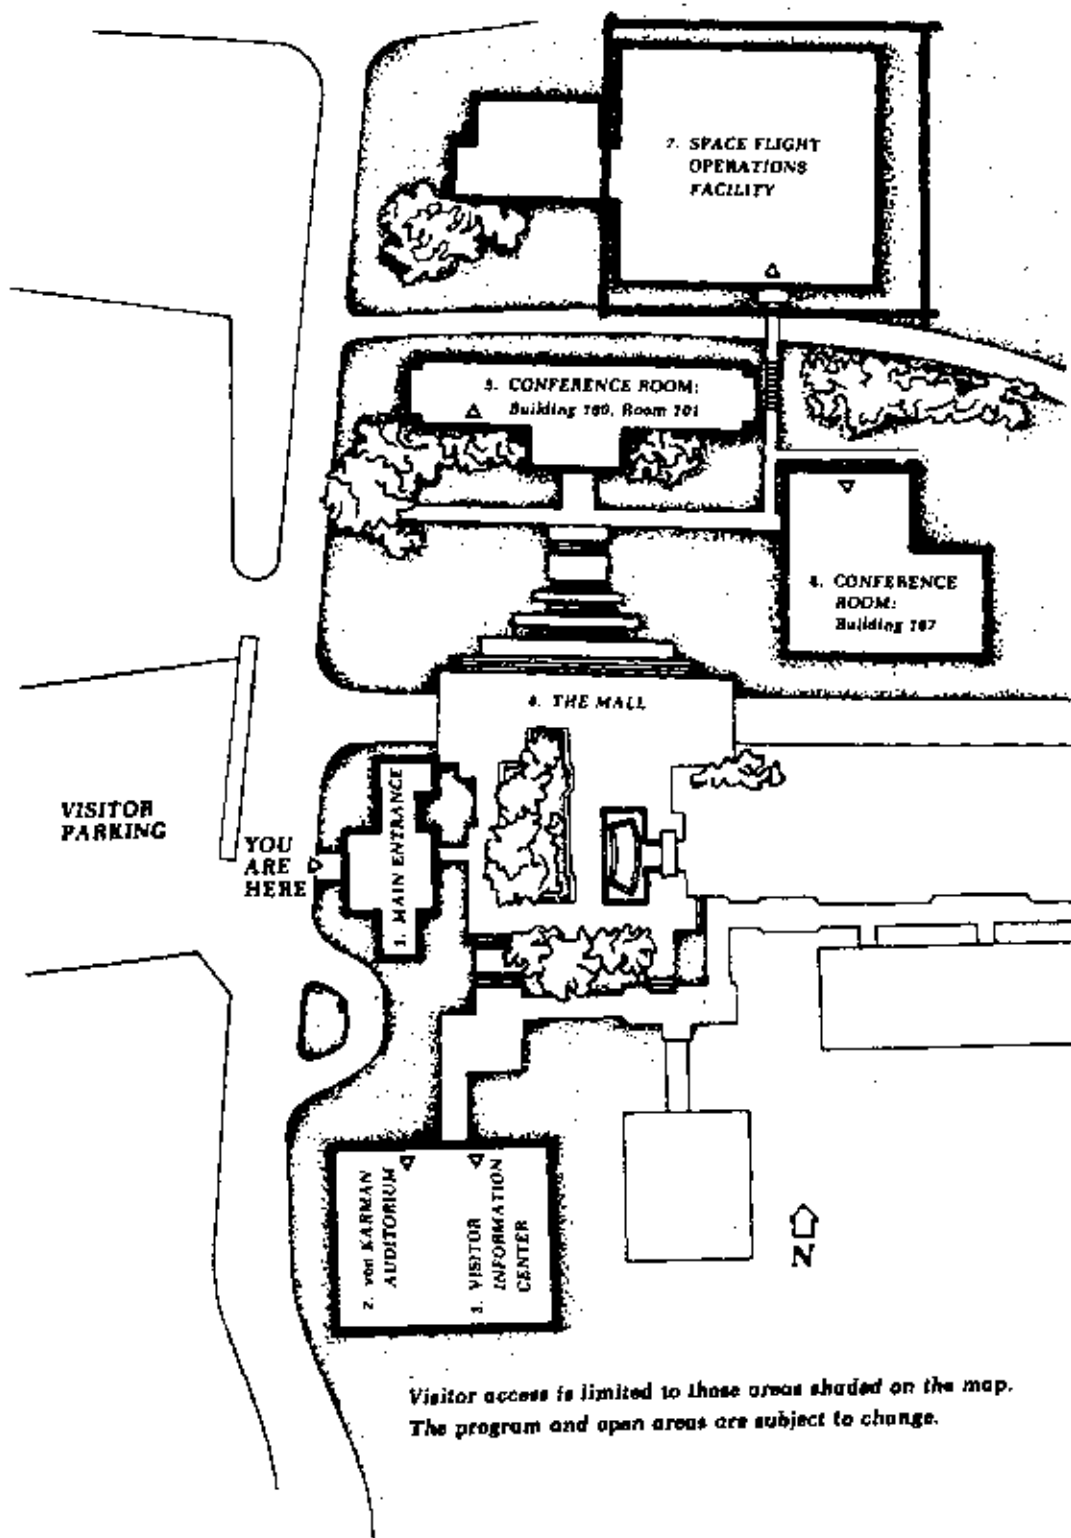 7. SPACE FLIGHT
OPERATIONS
FACILITY
5. CONFERENCE ROOM:
Building 180, Room 101
6. CONFERENCE
ROOM:
Building 167
4. THE MALL
VISITOR
PARKING
YOU
ARE
HERE
1. MAIN ENTRANCE
2. von KARMAN
AUDITORIUM
3. VISITOR
INFORMATION
CENTER
N
Visitor access is limited to those areas shaded on the map.
The program and open areas are subject to change.